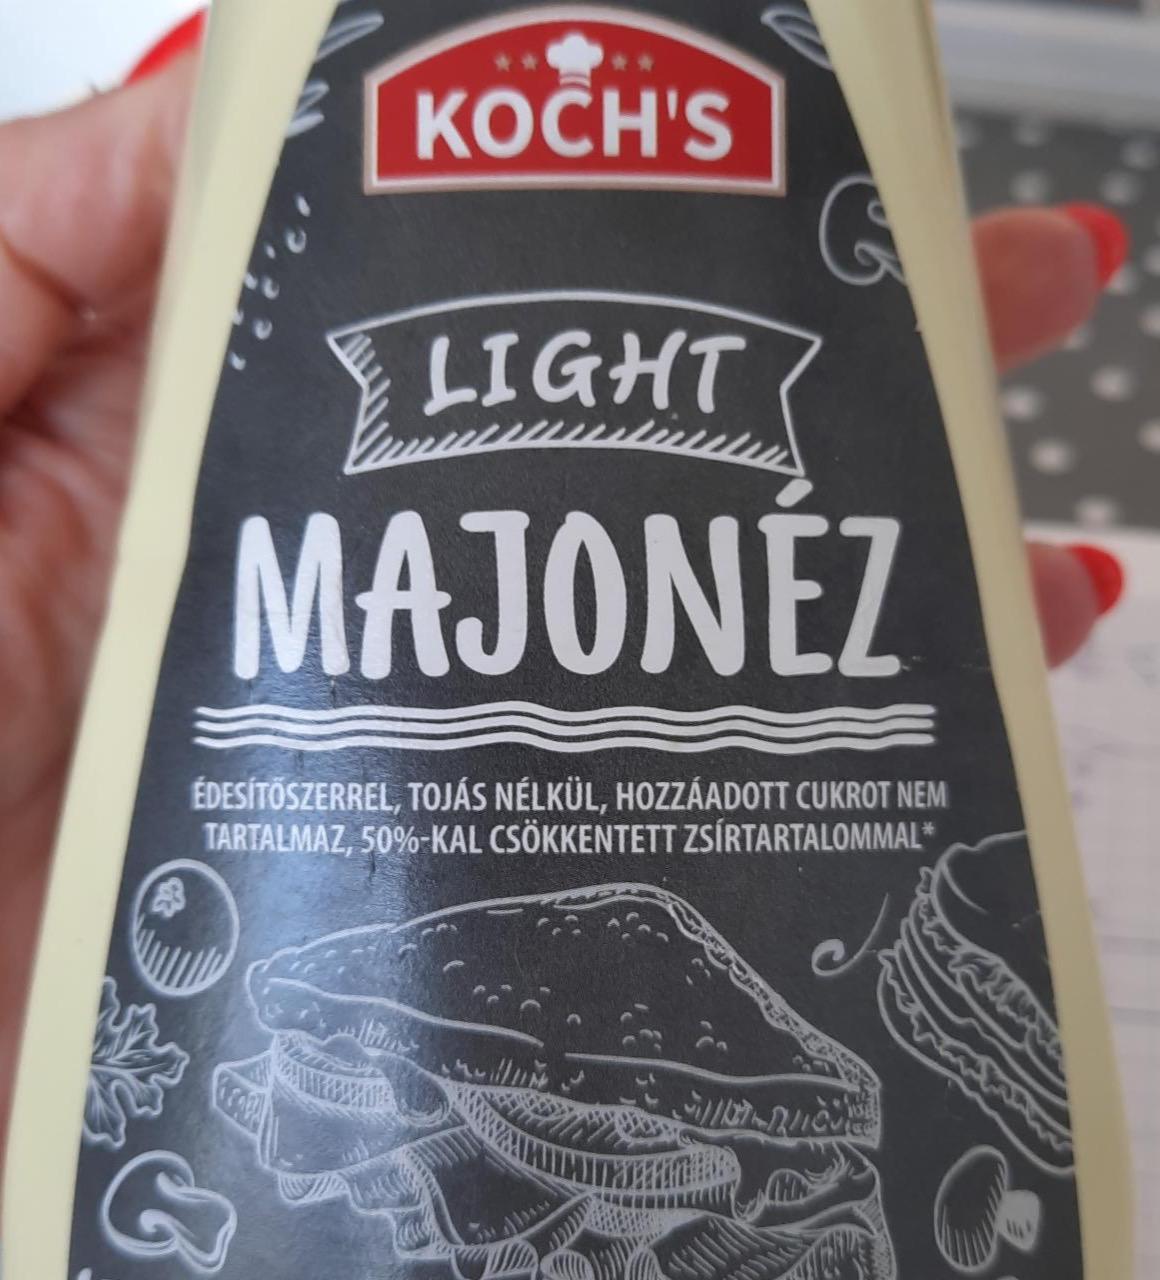 KOCH'S
LIGHT
MAJONÉZ
ÉDESÍTŐSZERREL, TOJÁS NÉLKÜL, HOZZÁADOTT CUKROT NEM
TARTALMAZ, 50%-KAL CSÖKKENTETT ZSÍRTARTALOMMAL*